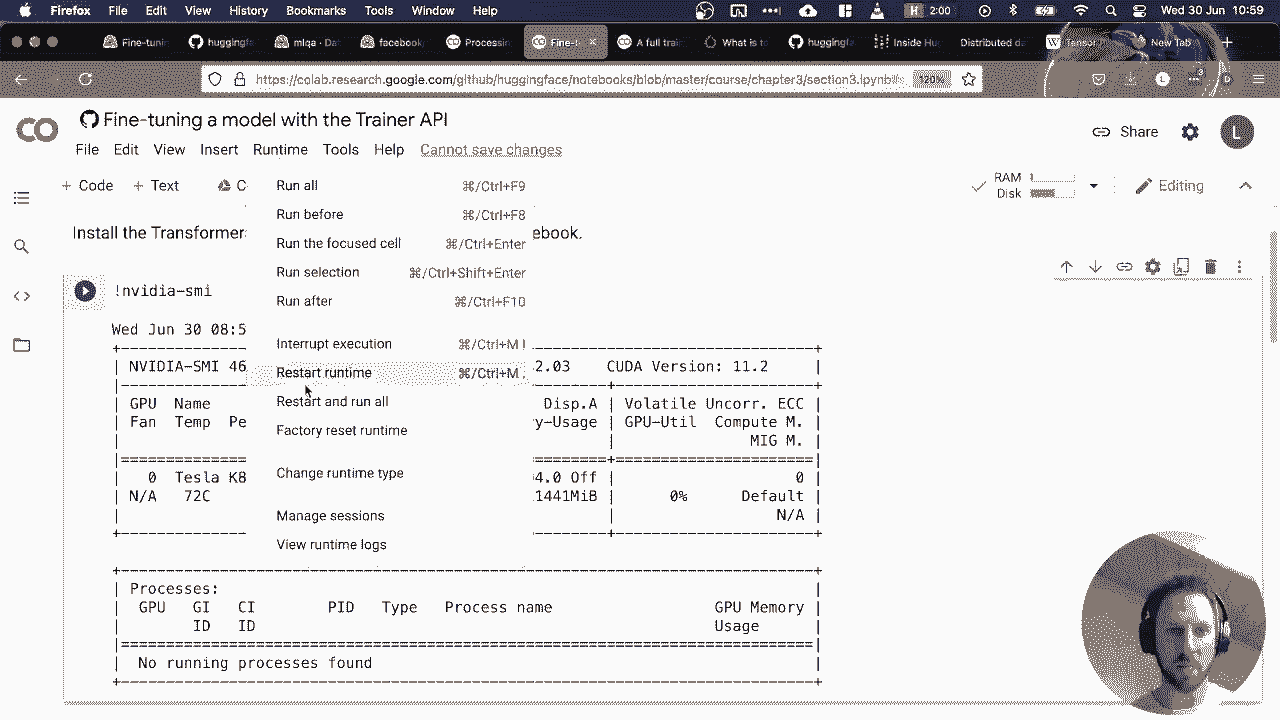 Firefox File Edit View History Bookmarks Tools Window Help 2:00 Wed 30 Jun 10:59
Fine-tunin huggingf mlqa · Da facebook Processin Fine-t A full trai What is t huggingf Inside Hug Distributed da Tensor New Tab
https://colab.research.google.com/github/huggingface/notebooks/blob/master/course/chapter3/section3.ipynb 120%
CO Fine-tuning a model with the Trainer API
File Edit View Insert Runtime Tools Help Cannot save changes
Share L
+ Code + Text C
RAM
Disk
Editing
Run all ⌘/Ctrl+F9
Run before ⌘/Ctrl+F8
Run the focused cell ⌘/Ctrl+Enter
Run selection ⌘/Ctrl+Shift+Enter
Run after ⌘/Ctrl+F10
Interrupt execution ⌘/Ctrl+M I
Restart runtime ⌘/Ctrl+M .
Restart and run all
Factory reset runtime
Change runtime type
Manage sessions
View runtime logs
Install the Transformer ebook.
!nvidia-smi
Wed Jun 30 08:5
NVIDIA-SMI 46 2.03 CUDA Version: 11.2
GPU Name Disp.A | Volatile Uncorr. ECC
Fan Temp Pe y-Usage | GPU-Util Compute M.
MIG M.
0 Tesla K8 4.0 Off | 0
N/A 72C 1441MiB | 0% Default
N/A
Processes:
GPU GI CI PID Type Process name GPU Memory
ID ID Usage
No running processes found